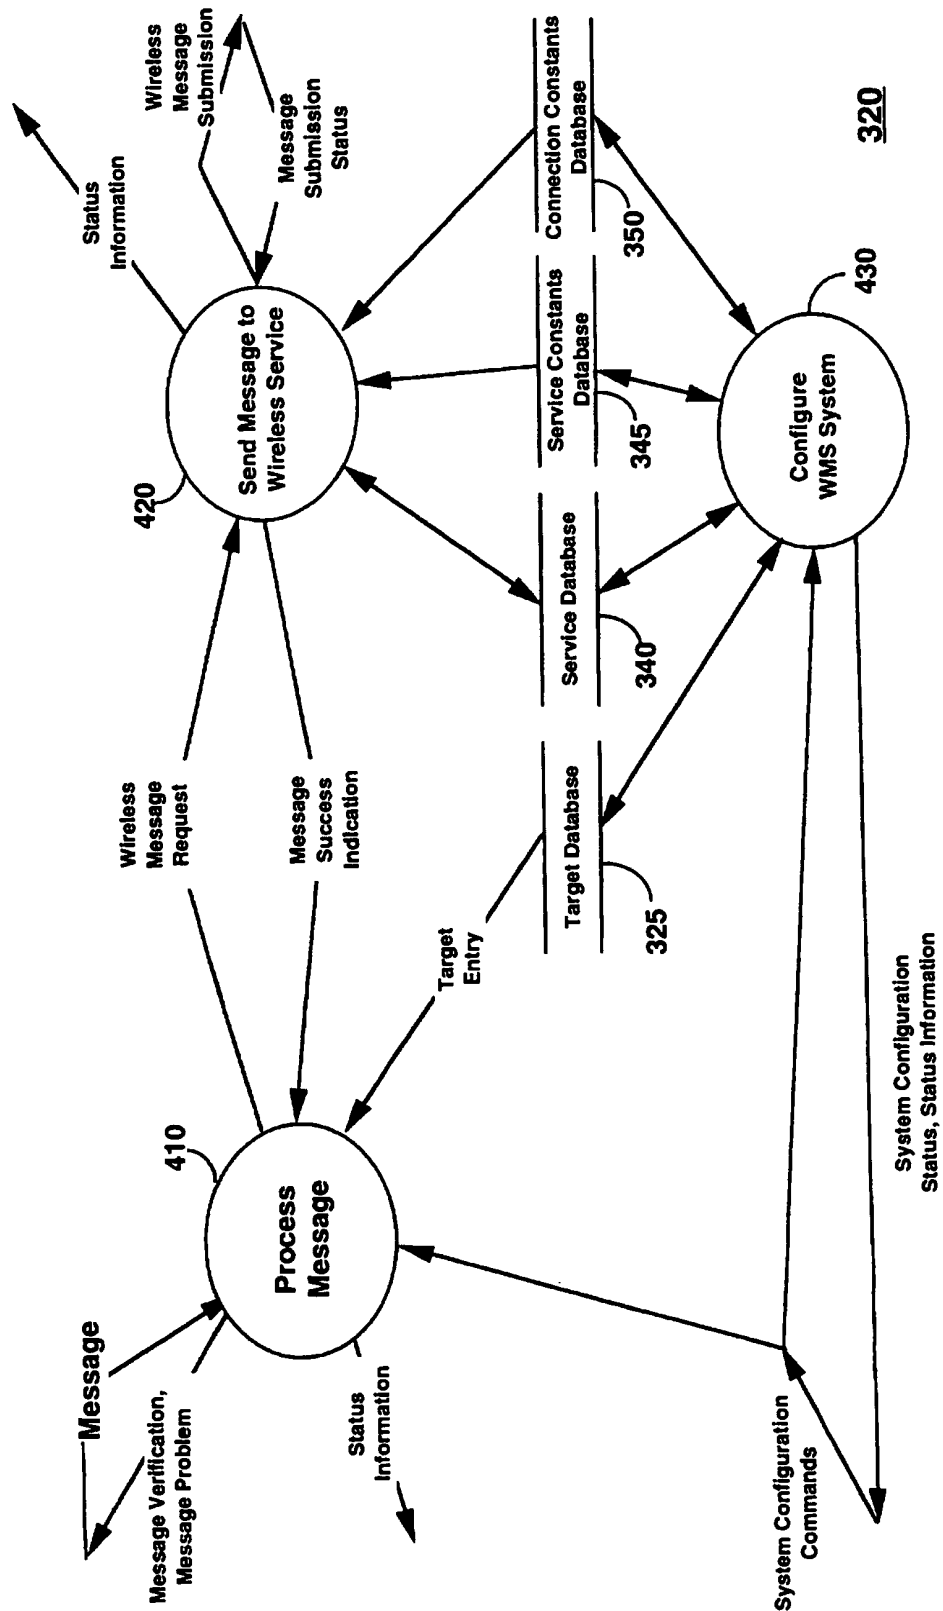 Message
Message Verification,
Message Problem
410
Process
Message
Status
Information
Wireless
Message
Request
Message
Success
Indication
420
Send Message to
Wireless Service
Status
Information
Wireless
Message
Submission
Message
Submission
Status
Target
Entry
Target Database
325
Service Database
340
Service Constants
Database
345
Connection Constants
Database
350
System Configuration
Commands
System Configuration
Status, Status Information
Configure
WMS System
430
320